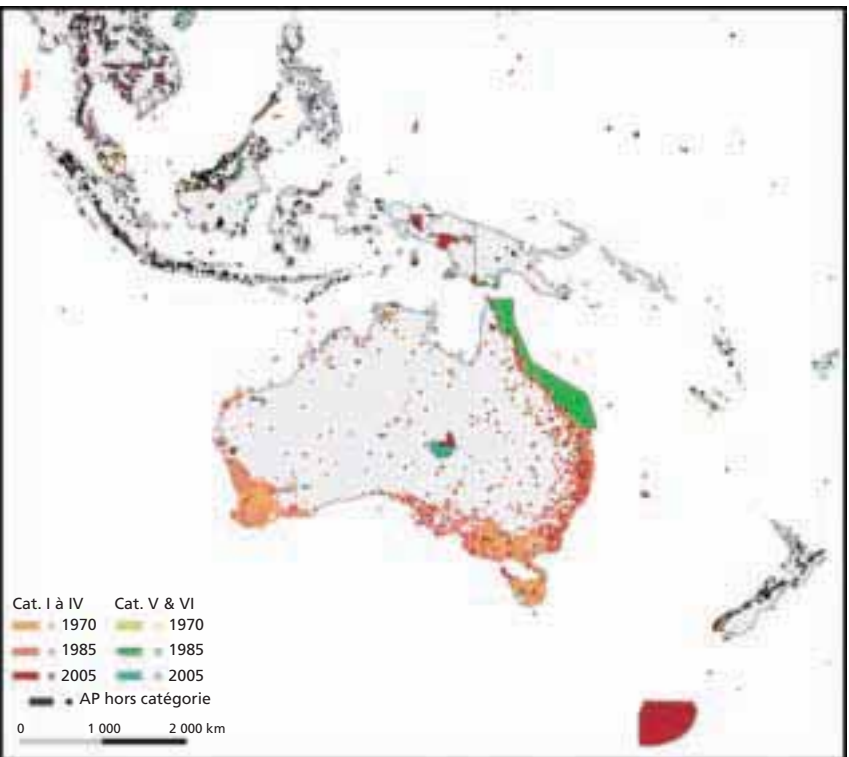 Cat. I à IV Cat. V & VI
1970 1970
1985 1985
2005 2005
AP hors catégorie
0 1 000 2 000 km